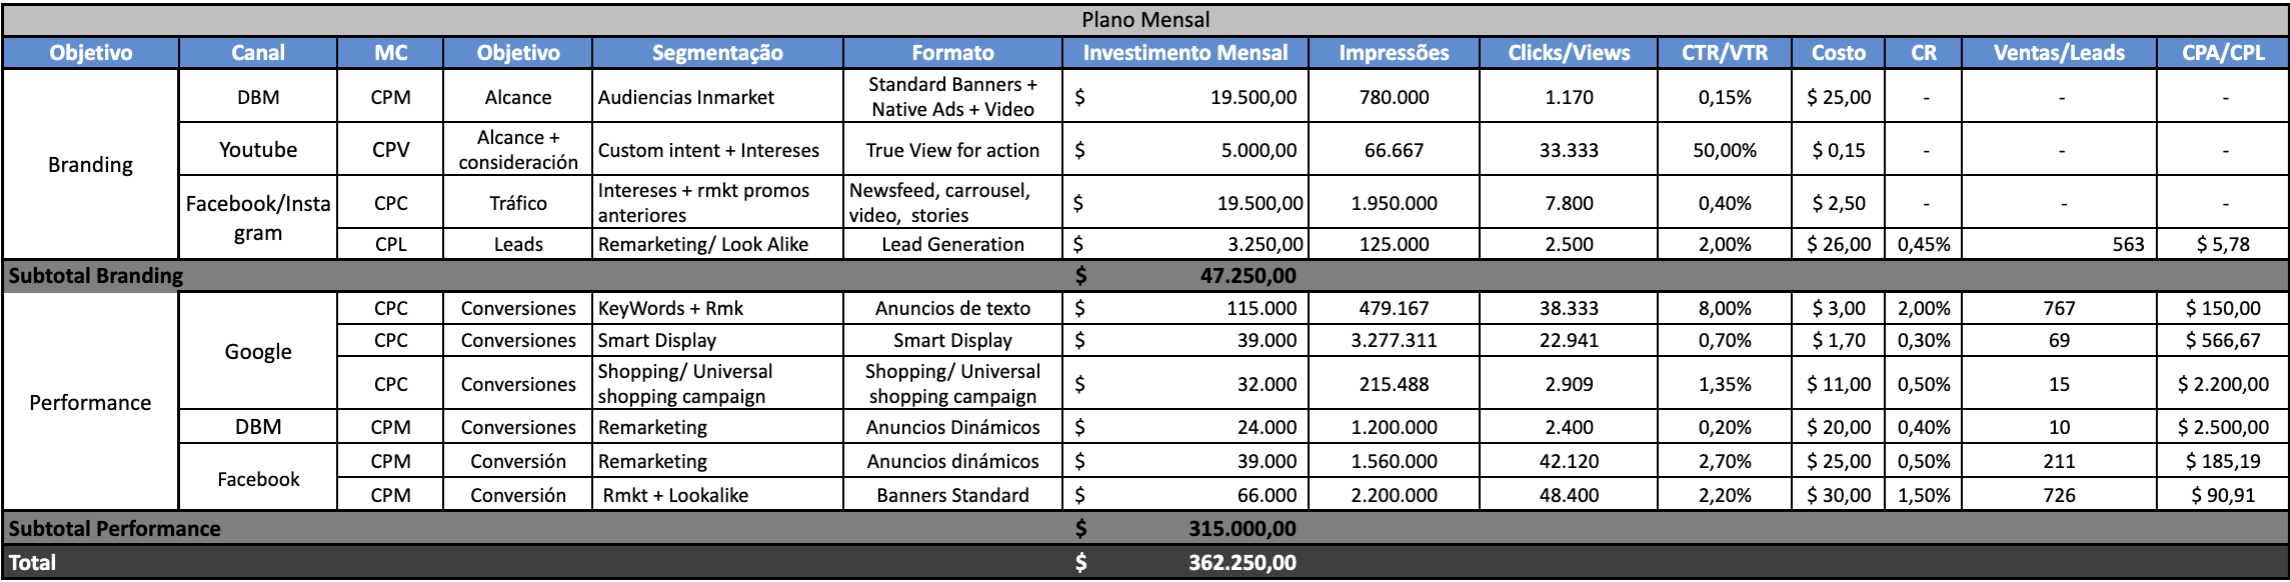 Plano Mensal
Objetivo Canal MC Objetivo Segmentação Formato Investimento Mensal Impressões Clicks/Views CTR/VTR Costo CR Ventas/Leads CPA/CPL
Branding
DBM CPM Alcance Audiencias Inmarket Standard Banners +
Native Ads + Video $ 19.500,00 780.000 1.170 0,15% $ 25,00 - - -
Youtube CPV Alcance +
consideración Custom intent + Intereses True View for action $ 5.000,00 66.667 33.333 50,00% $ 0,15 - - -
Facebook/Insta
gram
CPC Tráfico Intereses + rmkt promos
anteriores Newsfeed, carrousel,
video, stories $ 19.500,00 1.950.000 7.800 0,40% $ 2,50 - - -
CPL Leads Remarketing/ Look Alike Lead Generation $ 3.250,00 125.000 2.500 2,00% $ 26,00 0,45% 563 $ 5,78
Subtotal Branding $ 47.250,00
Performance
Google
CPC Conversiones KeyWords + Rmk Anuncios de texto $ 115.000 479.167 38.333 8,00% $ 3,00 2,00% 767 $ 150,00
CPC Conversiones Smart Display Smart Display $ 39.000 3.277.311 22.941 0,70% $ 1,70 0,30% 69 $ 566,67
CPC Conversiones Shopping/ Universal
shopping campaign Shopping/ Universal
shopping campaign $ 32.000 215.488 2.909 1,35% $ 11,00 0,50% 15 $ 2.200,00
DBM CPM Conversiones Remarketing Anuncios Dinámicos $ 24.000 1.200.000 2.400 0,20% $ 20,00 0,40% 10 $ 2.500,00
Facebook
CPM Conversión Remarketing Anuncios dinámicos $ 39.000 1.560.000 42.120 2,70% $ 25,00 0,50% 211 $ 185,19
CPM Conversión Rmkt + Lookalike Banners Standard $ 66.000 2.200.000 48.400 2,20% $ 30,00 1,50% 726 $ 90,91
Subtotal Performance $ 315.000,00
Total $ 362.250,00